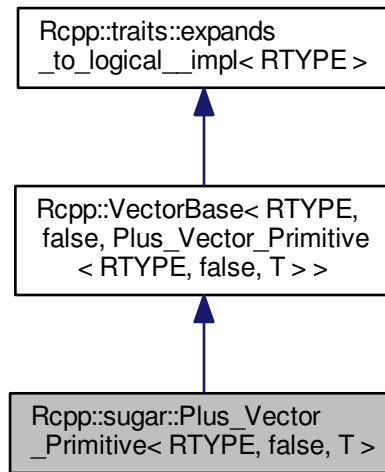 Rcpp::traits::expands
_to_logical__impl< RTYPE >
Rcpp::VectorBase< RTYPE,
false, Plus_Vector_Primitive
< RTYPE, false, T > >
Rcpp::sugar::Plus_Vector
_Primitive< RTYPE, false, T >